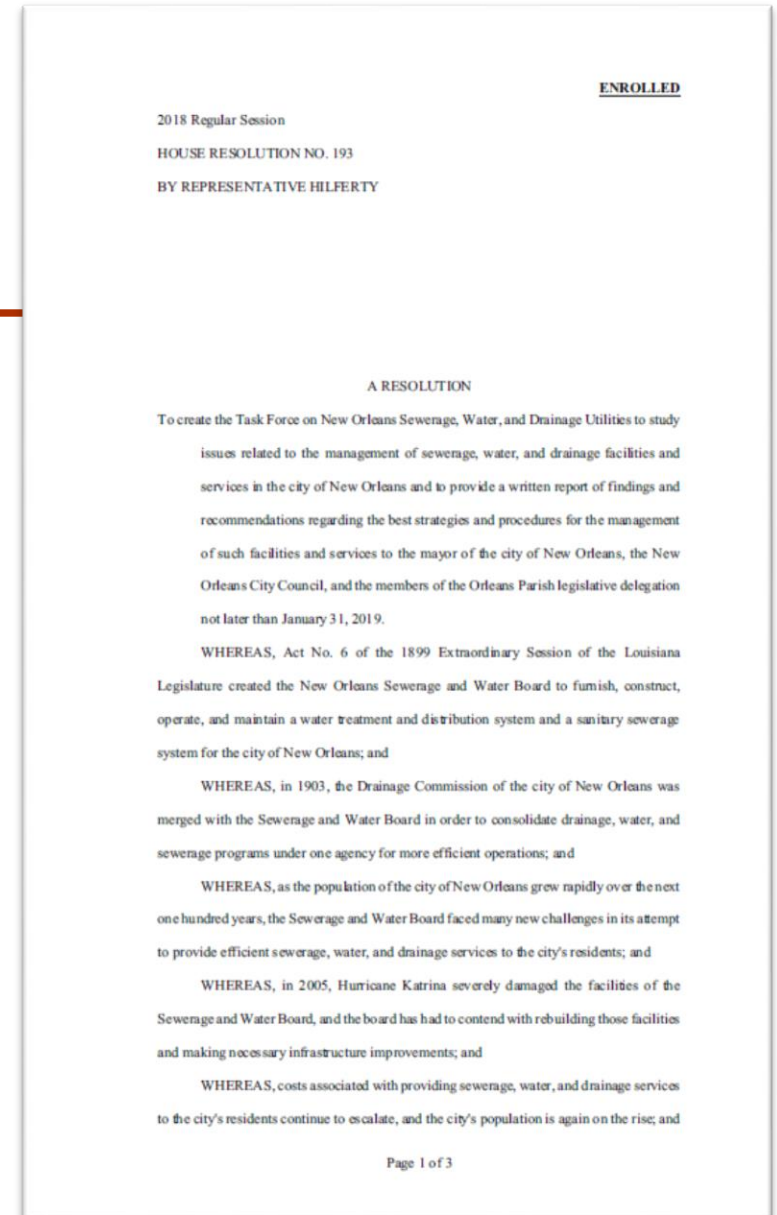 ENROLLED
2018 Regular Session
HOUSE RESOLUTION NO. 193
BY REPRESENTATIVE HILFERTY
A RESOLUTION
To create the Task Force on New Orleans Sewerage, Water, and Drainage Utilities to study
issues related to the management of sewerage, water, and drainage facilities and
services in the city of New Orleans and to provide a written report of findings and
recommendations regarding the best strategies and procedures for the management
of such facilities and services to the mayor of the city of New Orleans, the New
Orleans City Council, and the members of the Orleans Parish legislative delegation
not later than January 31, 2019.
WHEREAS, Act No. 6 of the 1899 Extraordinary Session of the Louisiana
Legislature created the New Orleans Sewerage and Water Board to furnish, construct,
operate, and maintain a water treatment and distribution system and a sanitary sewerage
system for the city of New Orleans; and
WHEREAS, in 1903, the Drainage Commission of the city of New Orleans was
merged with the Sewerage and Water Board in order to consolidate drainage, water, and
sewerage programs under one agency for more efficient operations; and
WHEREAS, as the population of the city of New Orleans grew rapidly over the next
one hundred years, the Sewerage and Water Board faced many new challenges in its attempt
to provide efficient sewerage, water, and drainage services to the city's residents; and
WHEREAS, in 2005, Hurricane Katrina severely damaged the facilities of the
Sewerage and Water Board, and the board has had to contend with rebuilding those facilities
and making necessary infrastructure improvements; and
WHEREAS, costs associated with providing sewerage, water, and drainage services
to the city's residents continue to escalate, and the city's population is again on the rise; and
Page 1 of 3